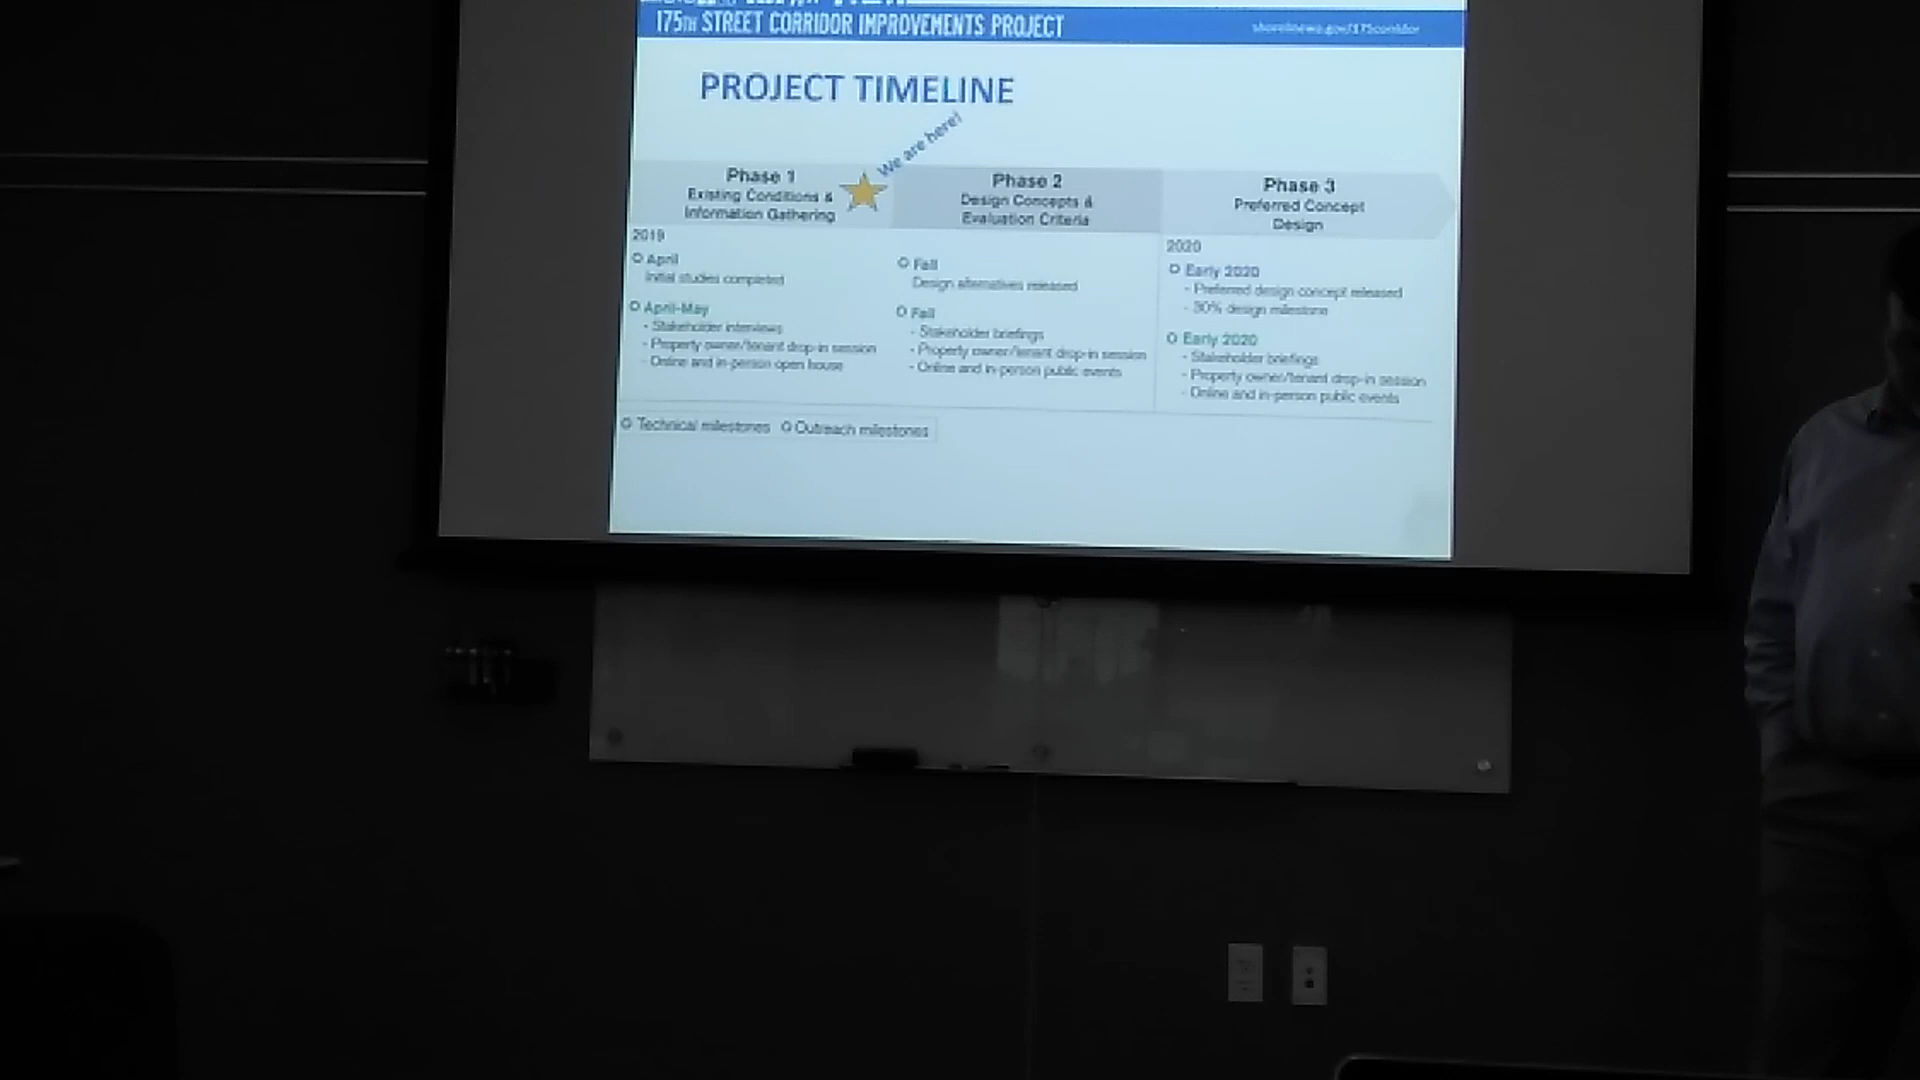 175TH STREET CORRIDOR IMPROVEMENTS PROJECT
shorelinewa.gov/175corridor
PROJECT TIMELINE
We are here!
Phase 1
Existing Conditions &
Information Gathering
Phase 2
Design Concepts &
Evaluation Criteria
Phase 3
Preferred Concept
Design
2019
April
Initial studies completed
April-May
- Stakeholder interviews
- Property owner/tenant drop-in session
- Online and in-person open house
Fall
Design alternatives released
Fall
- Stakeholder briefings
- Property owner/tenant drop-in session
- Online and in-person public events
2020
Early 2020
- Preferred design concept released
- 30% design milestone
Early 2020
- Stakeholder briefings
- Property owner/tenant drop-in session
- Online and in-person public events
Technical milestones Outreach milestones